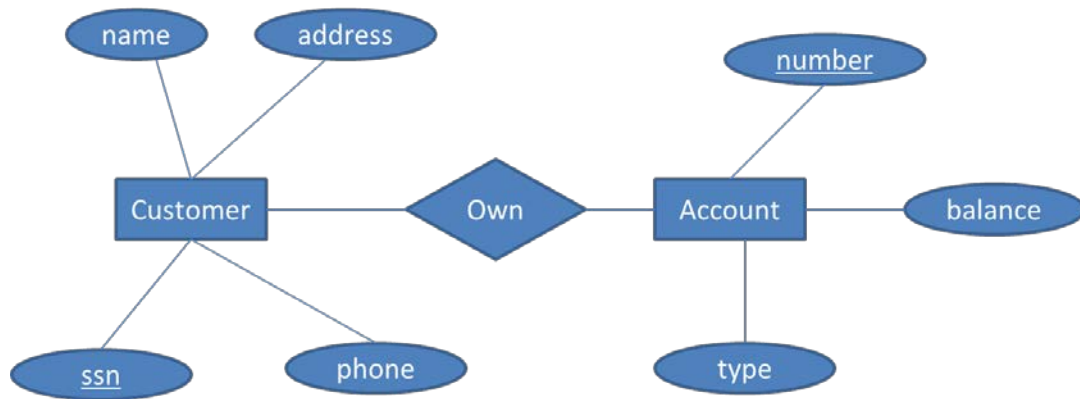 name
address
number
Customer
Own
Account
balance
ssn
phone
type